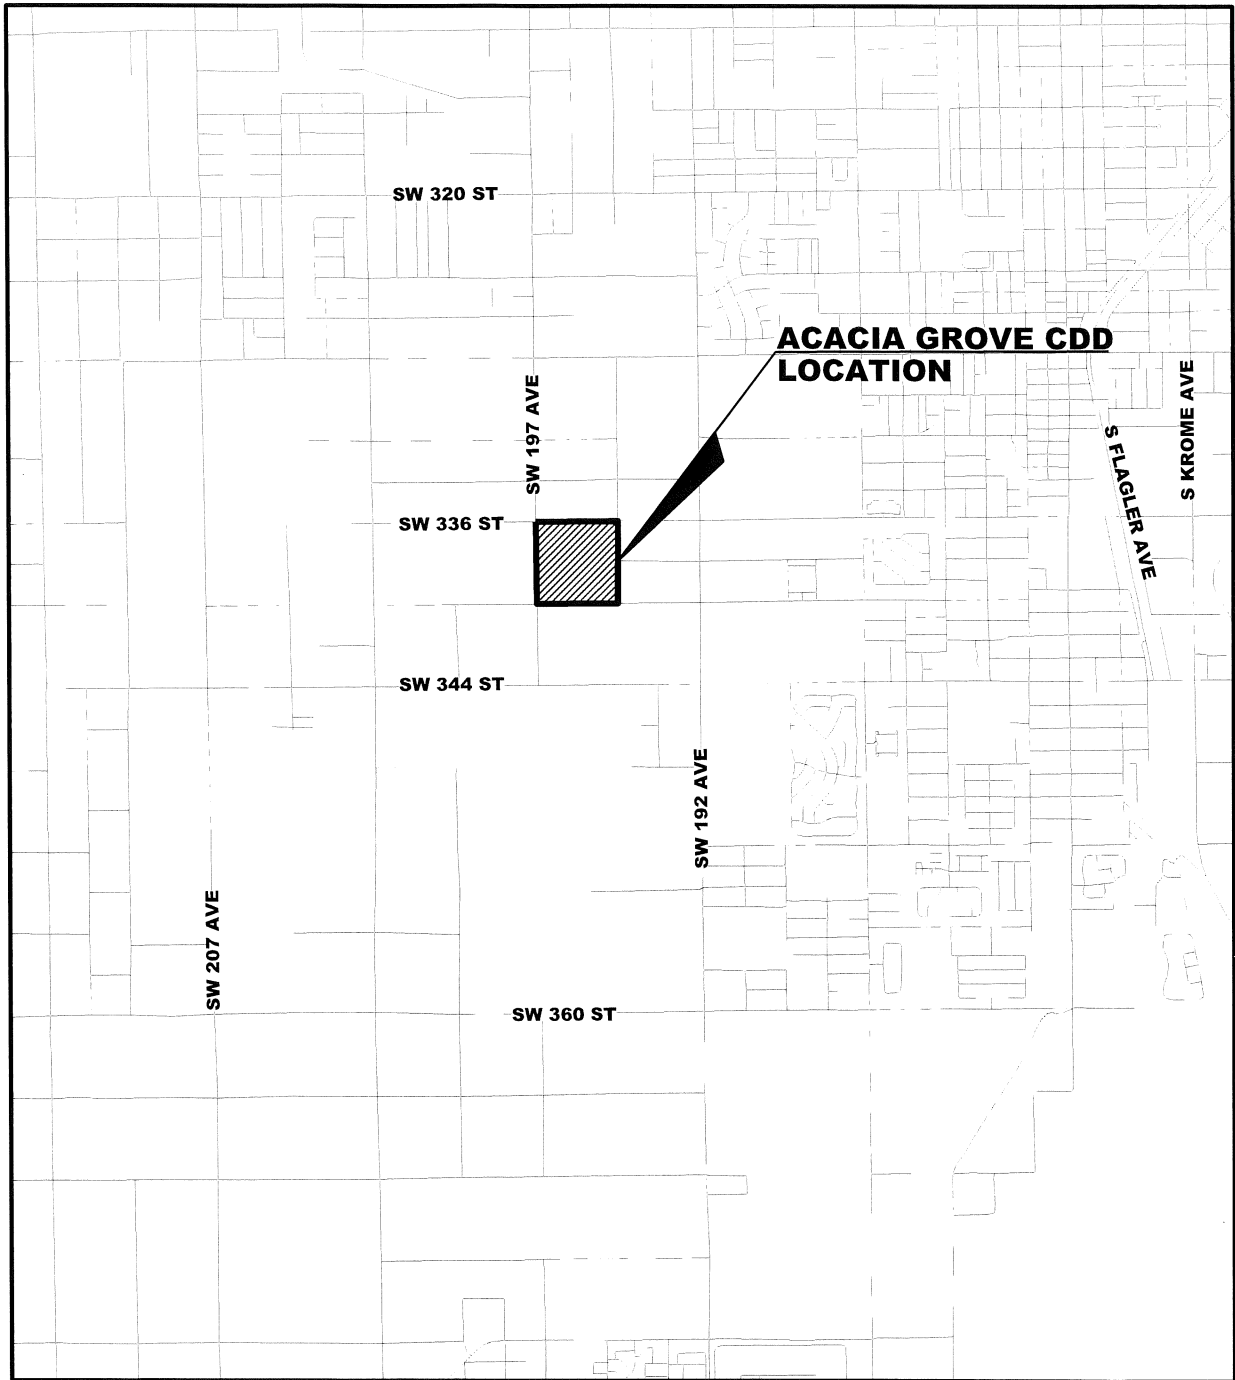 SW 320 ST
ACACIA GROVE CDD
LOCATION
SW 197 AVE
S KROME AVE
S FLAGLER AVE
SW 336 ST
SW 344 ST
SW 192 AVE
SW 207 AVE
SW 360 ST